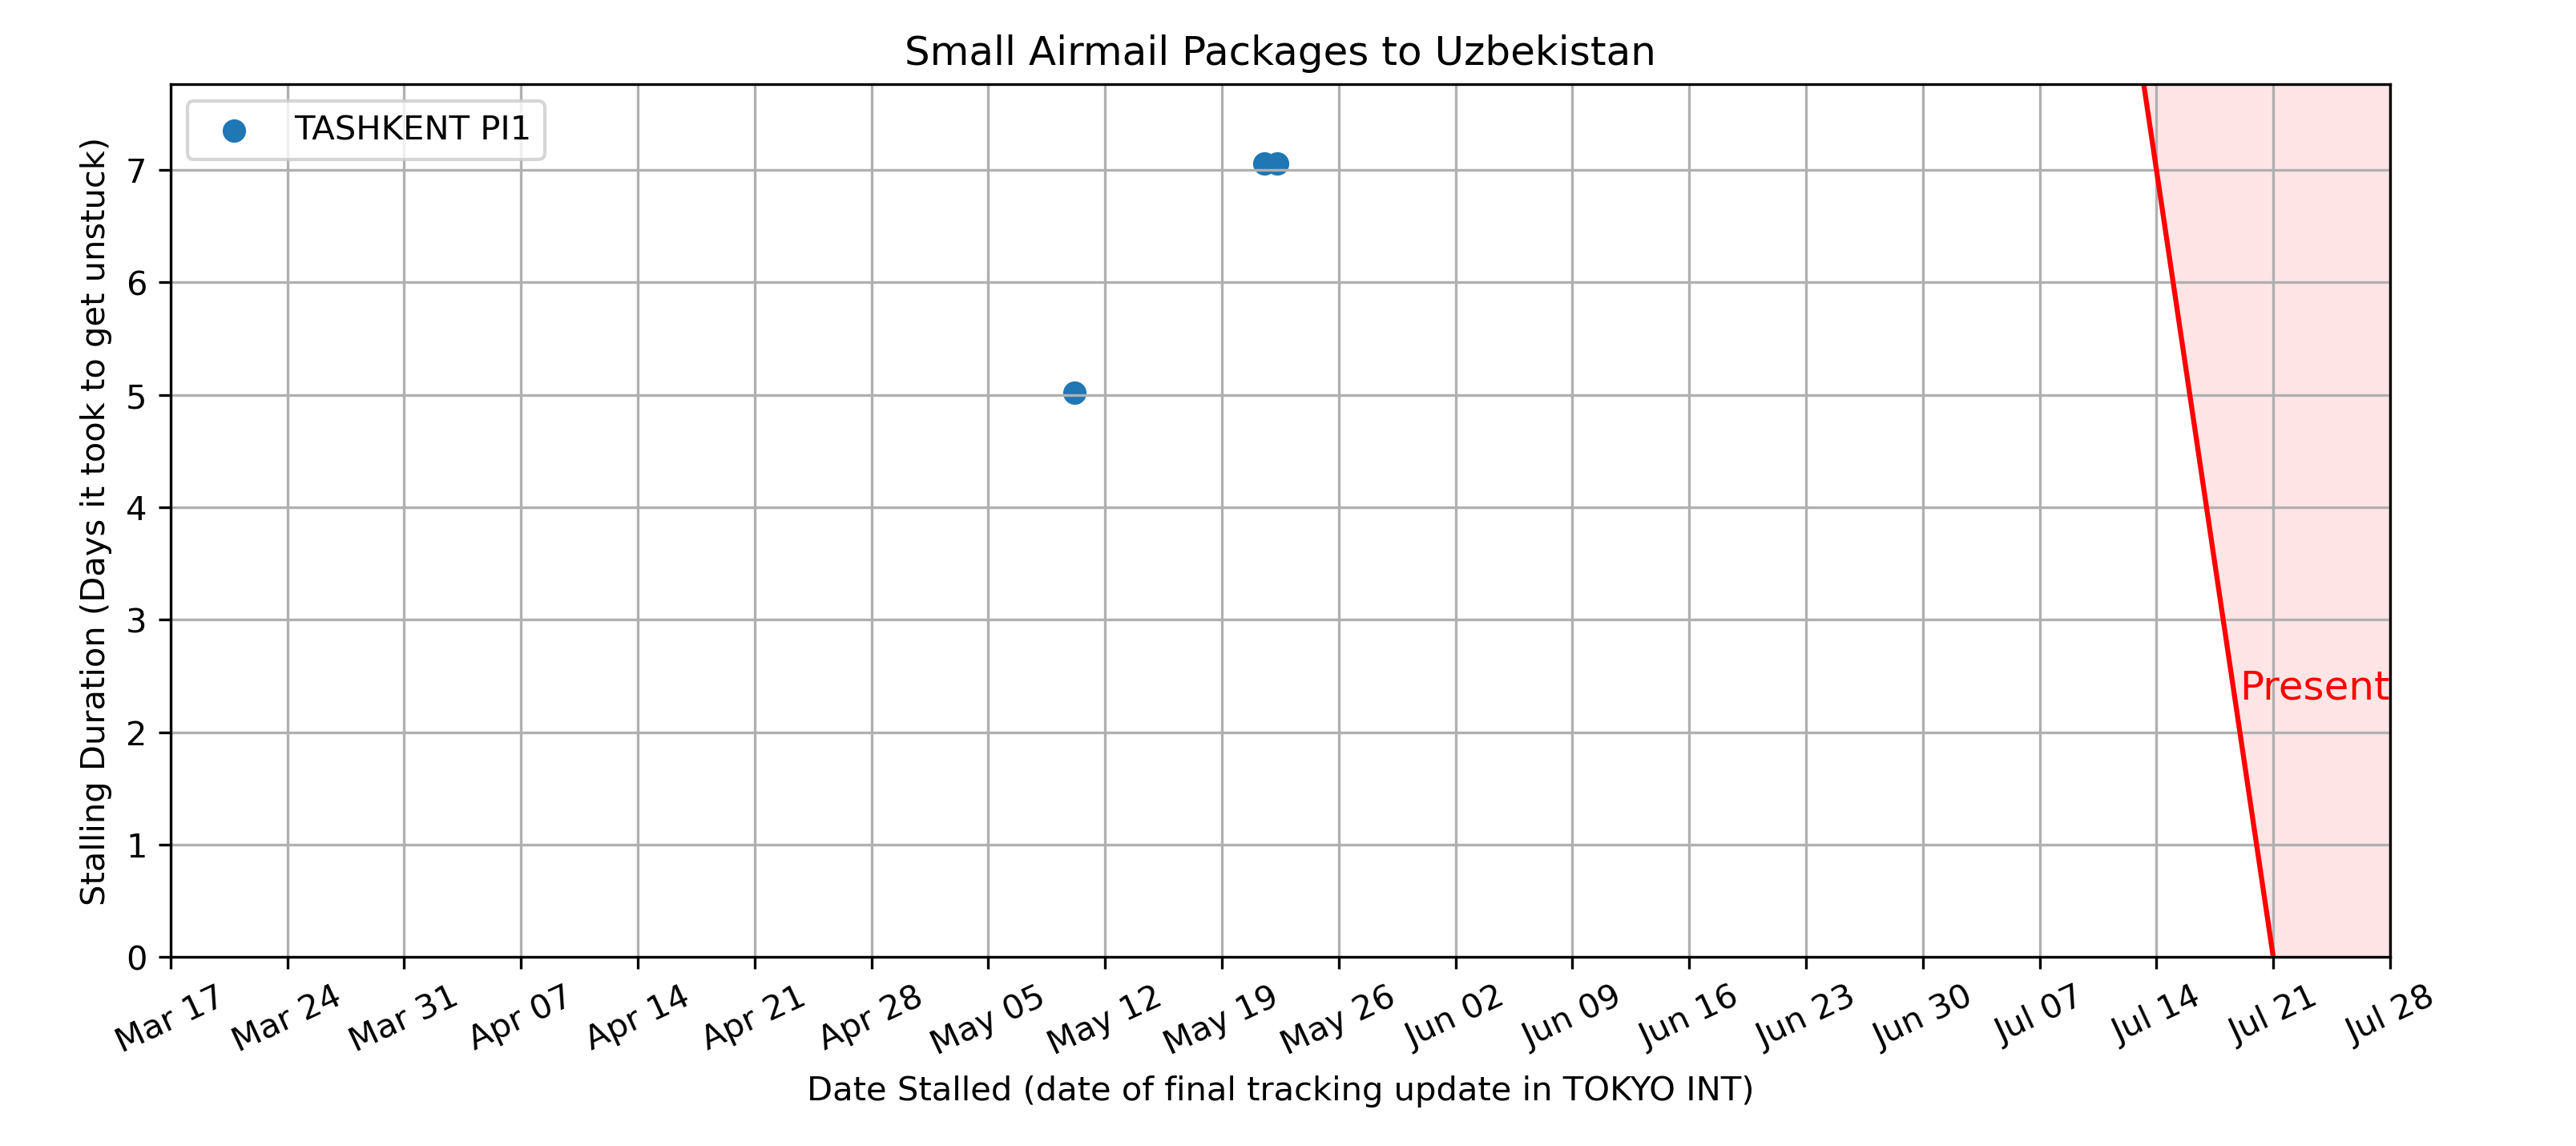 Small Airmail Packages to Uzbekistan
TASHKENT PI1
Stalling Duration (Days it took to get unstuck)
7
6
5
4
3
2
1
0
Present
Mar 17 Mar 24 Mar 31 Apr 07 Apr 14 Apr 21 Apr 28 May 05 May 12 May 19 May 26 Jun 02 Jun 09 Jun 16 Jun 23 Jun 30 Jul 07 Jul 14 Jul 21 Jul 28
Date Stalled (date of final tracking update in TOKYO INT)